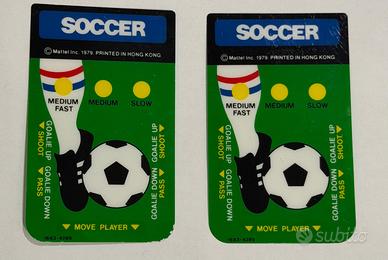 SOCCER
© Mattel Inc. 1979. PRINTED IN HONG KONG
MEDIUM FAST
MEDIUM
SLOW
SHOOT
GOALIE UP
PASS
GOALIE DOWN
GOALIE UP
SHOOT
GOALIE DOWN
PASS
MOVE PLAYER
SOCCER
© Mattel Inc. 1979. PRINTED IN HONG KONG
MEDIUM FAST
MEDIUM
SLOW
SHOOT
GOALIE UP
PASS
GOALIE DOWN
GOALIE UP
SHOOT
GOALIE DOWN
PASS
MOVE PLAYER
subito